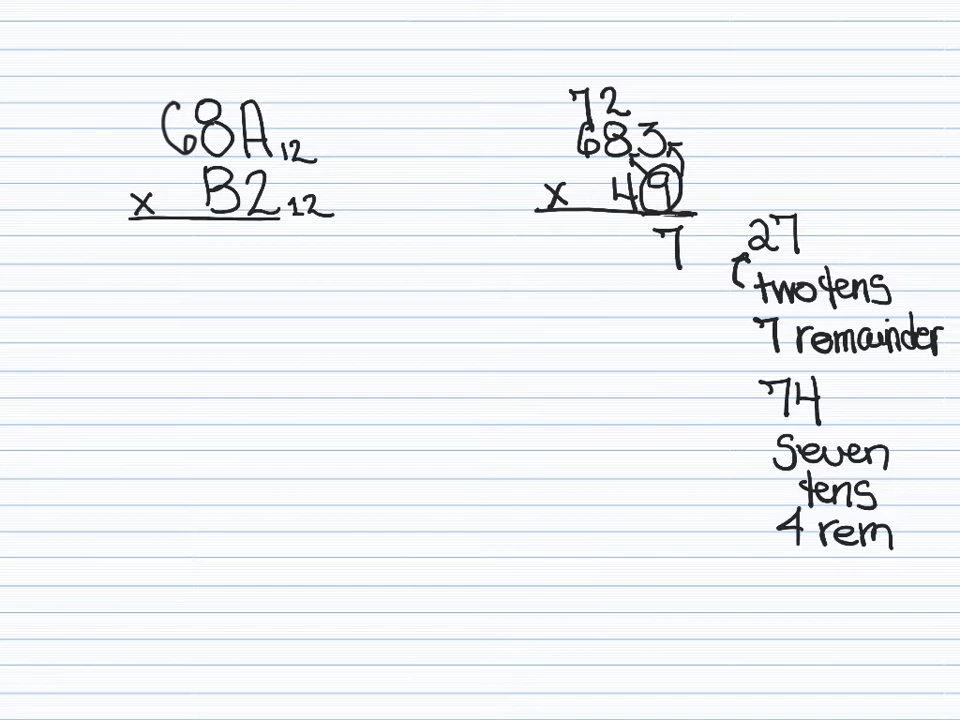 68A12
x B212
72
683
x 49
7
27
two tens
7 remainder
74
seven
tens
4 rem